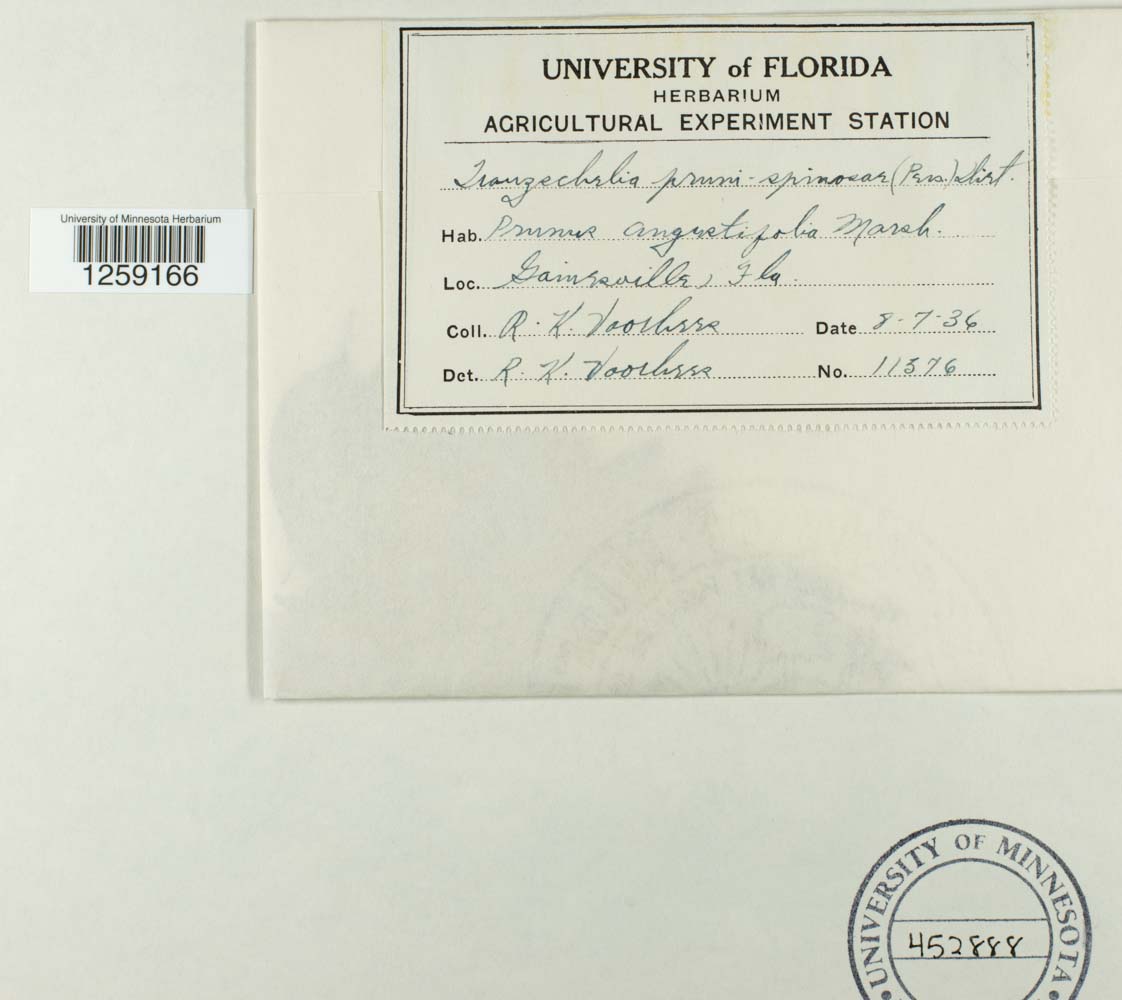 UNIVERSITY of FLORIDA
HERBARIUM
AGRICULTURAL EXPERIMENT STATION
Tranzschelia pruni-spinosae (Pers.) Diet.
Hab. Prunus angustifolia Marsh.
Loc. Gainesville, Fla.
Coll. R. K. Voorhees Date 8-7-36
Det. R. K. Voorhees No. 11376
University of Minnesota Herbarium
1259166
UNIVERSITY OF MINNESOTA
452888